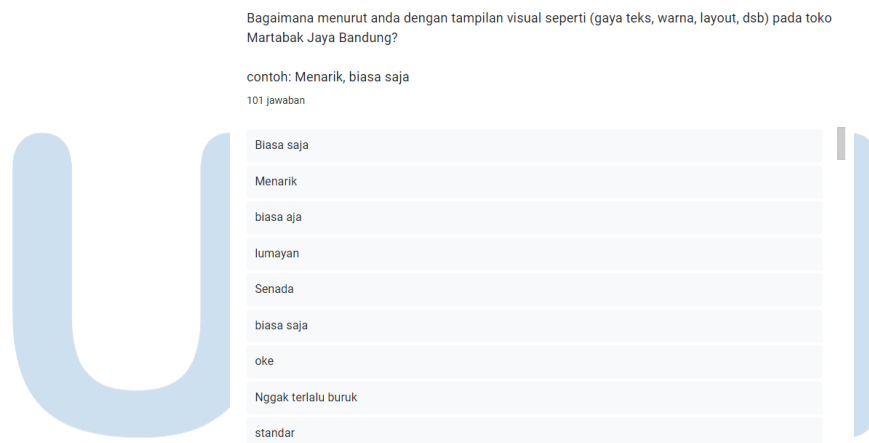 Bagaimana menurut anda dengan tampilan visual seperti (gaya teks, warna, layout, dsb) pada toko
Martabak Jaya Bandung?
contoh: Menarik, biasa saja
101 jawaban
Biasa saja
Menarik
biasa aja
lumayan
Senada
biasa saja
oke
Nggak terlalu buruk
standar